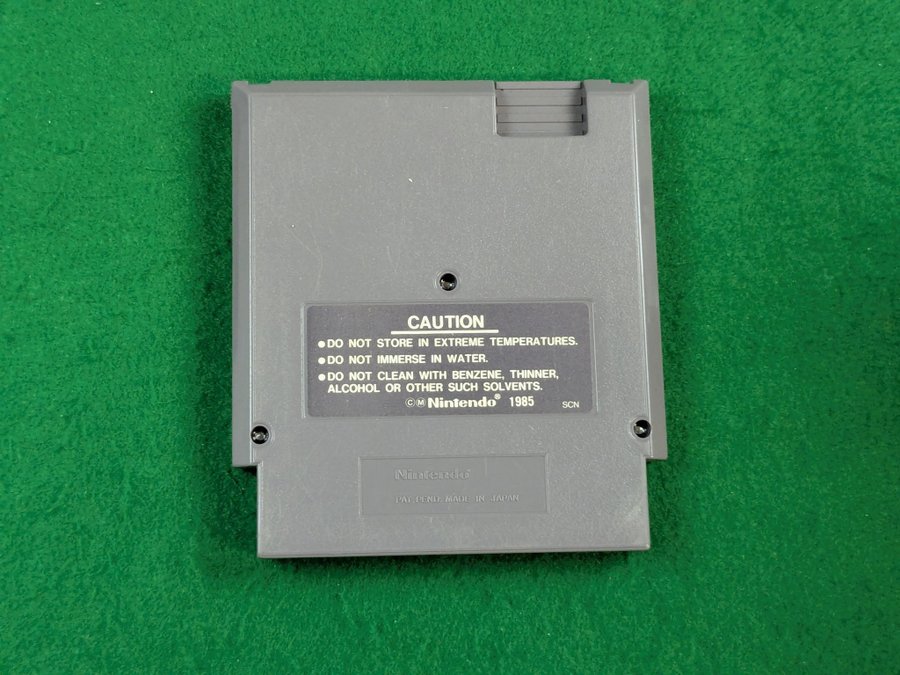 CAUTION
●DO NOT STORE IN EXTREME TEMPERATURES.
●DO NOT IMMERSE IN WATER.
●DO NOT CLEAN WITH BENZENE, THINNER,
ALCOHOL OR OTHER SUCH SOLVENTS.
ⒸⓂNintendo® 1985 SCN
Nintendo®
PAT. PEND. MADE IN JAPAN